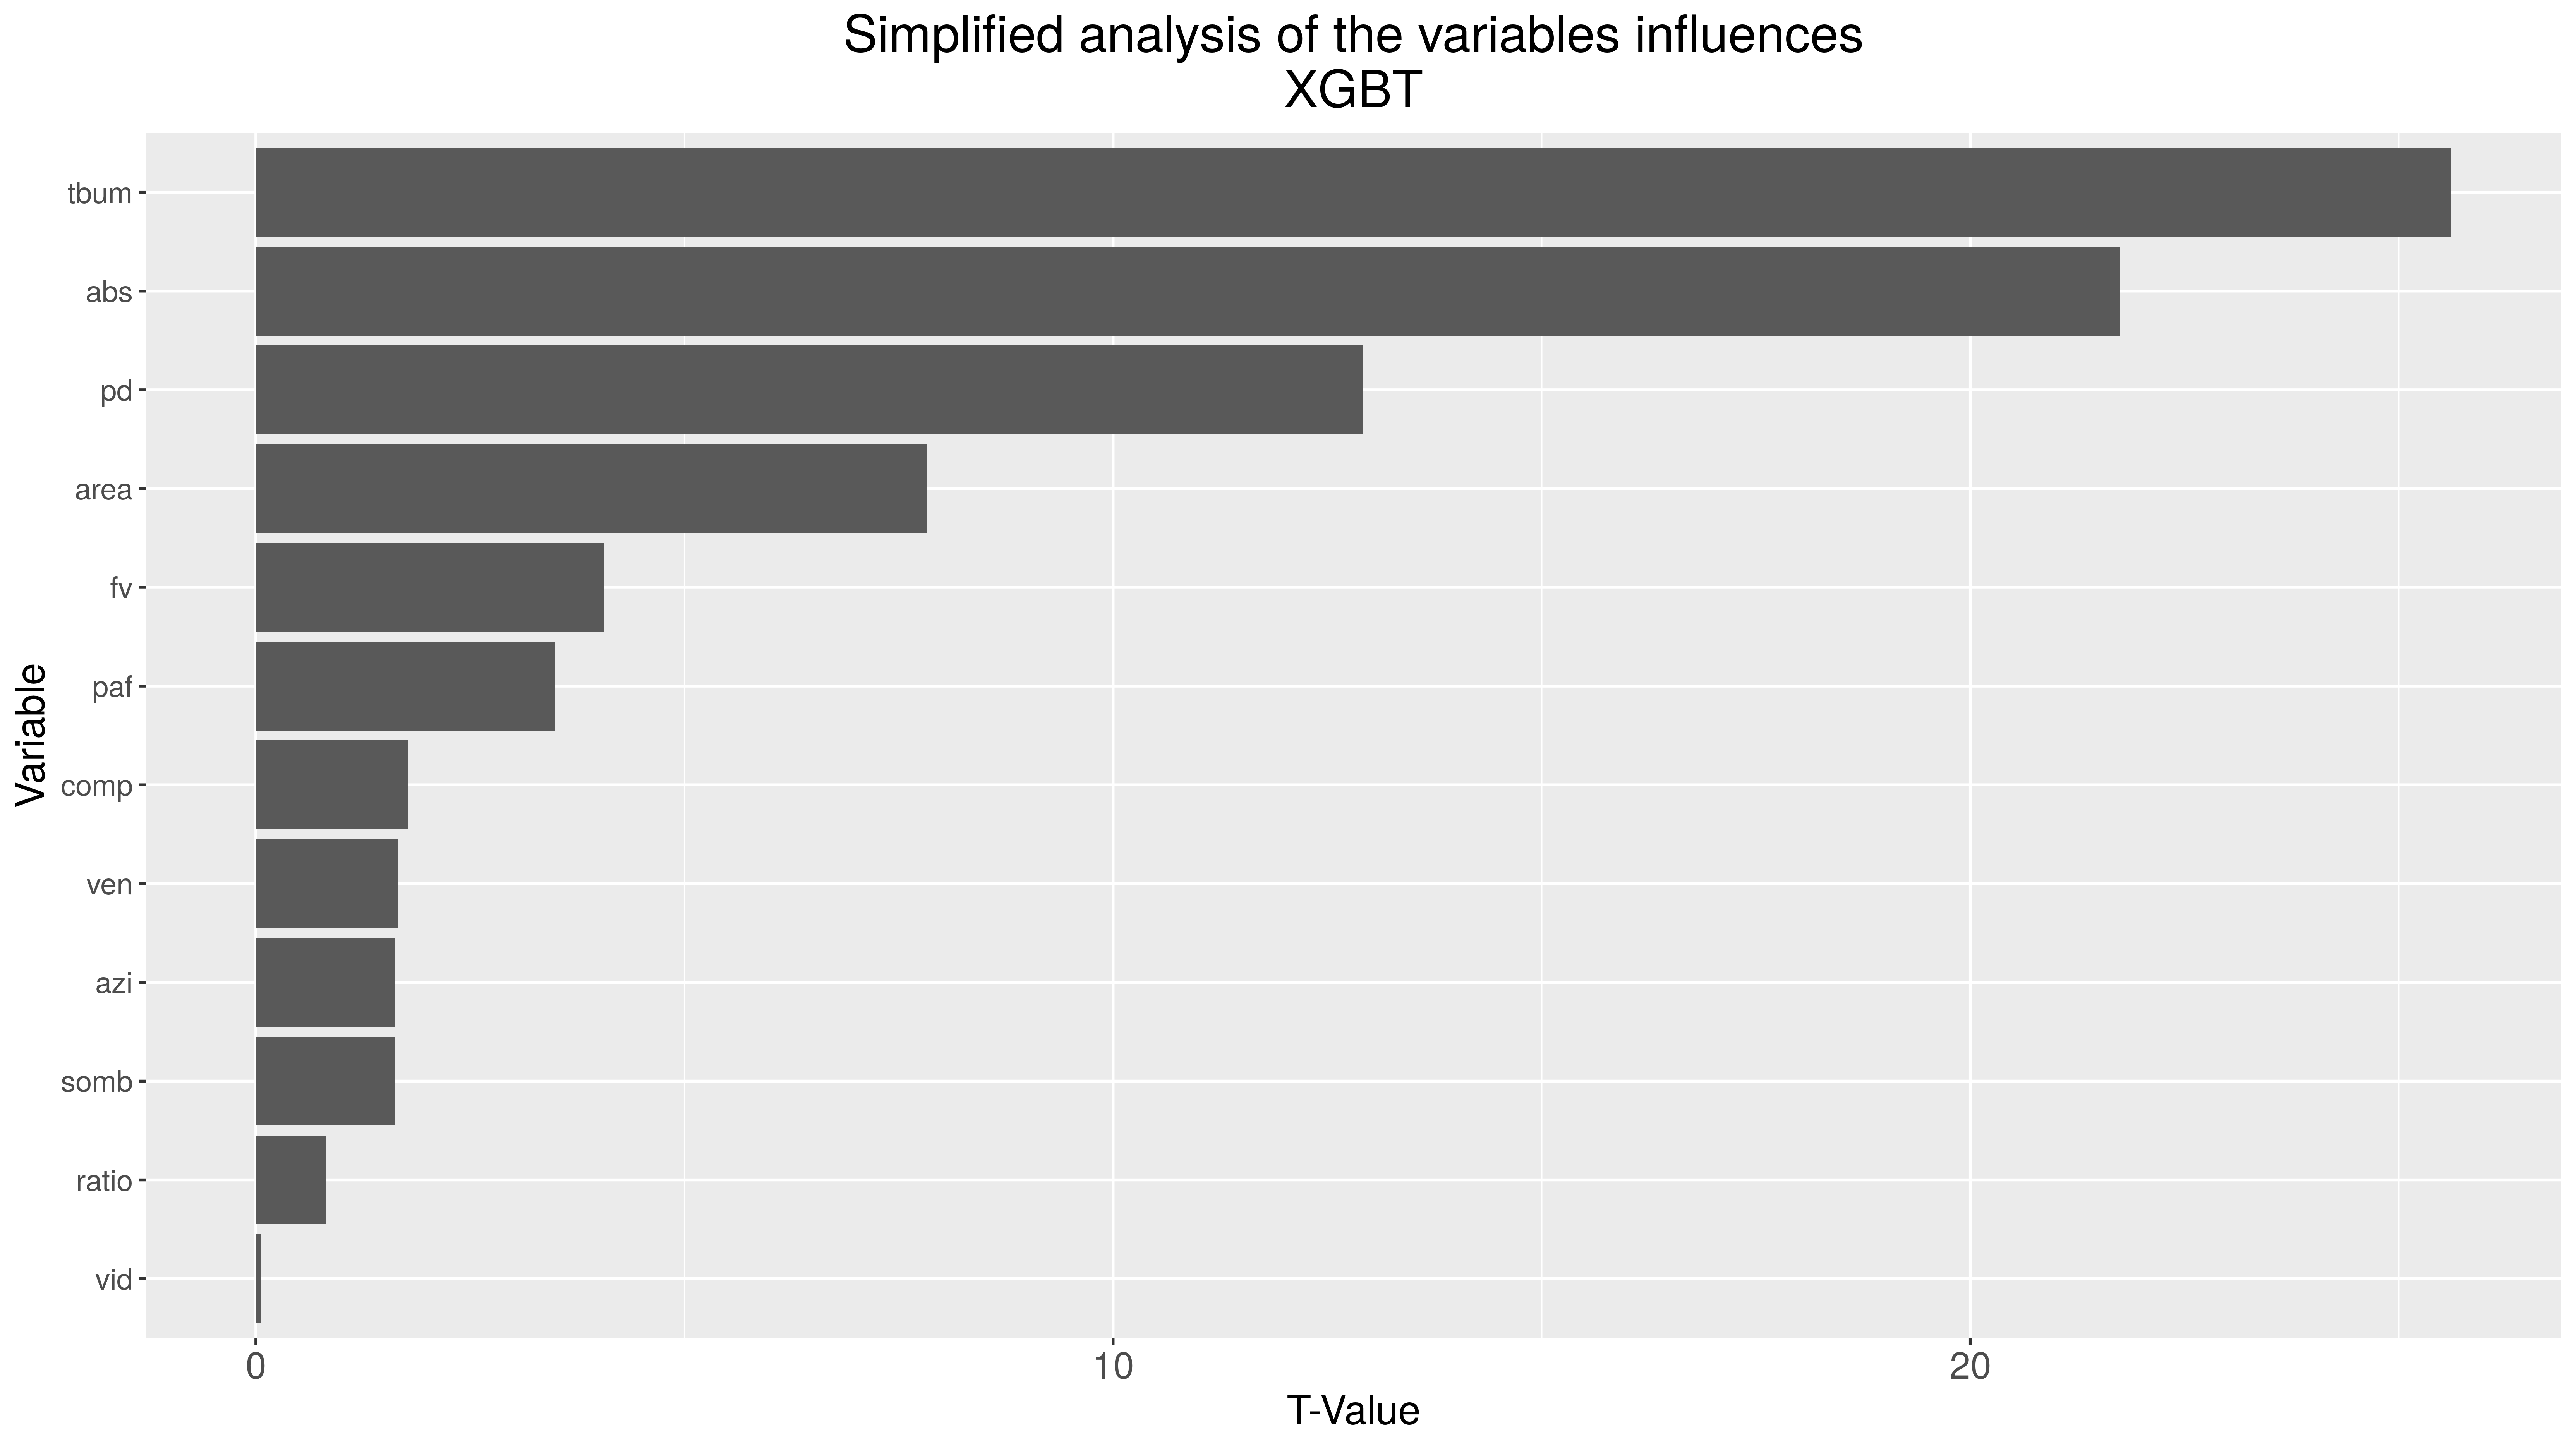 Simplified analysis of the variables influences
XGBT
tbum
abs
pd
area
fv
paf
comp
ven
azi
somb
ratio
vid
Variable
0
10
20
T-Value